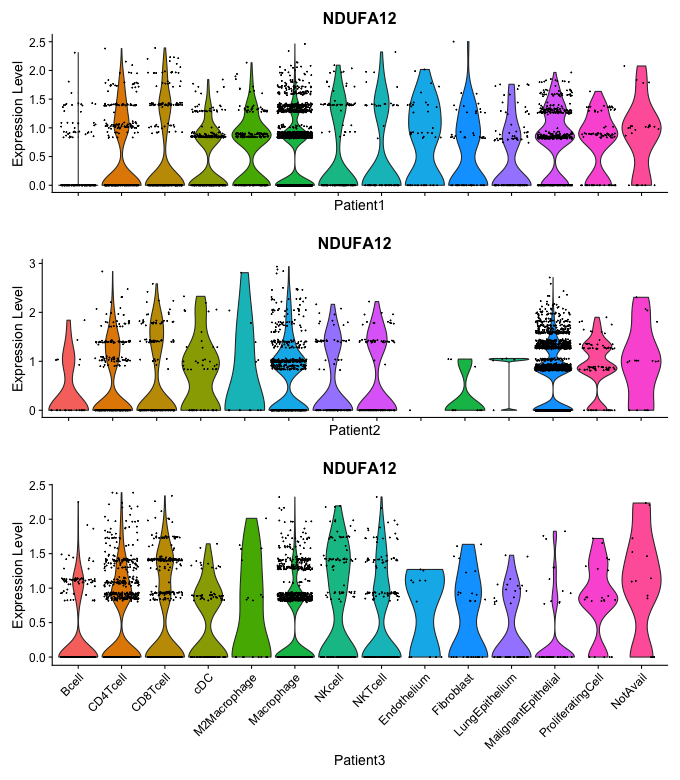 NDUFA12
Expression Level
2.5
2.0
1.5
1.0
0.5
0.0
Patient1
NDUFA12
Expression Level
3
2
1
0
Patient2
NDUFA12
Expression Level
2.5
2.0
1.5
1.0
0.5
0.0
Bcell
CD4Tcell
CD8Tcell
cDC
M2Macrophage
Macrophage
NKcell
NKTcell
Endothelium
Fibroblast
LungEpithelium
MalignantEpithelial
ProliferatingCell
NotAvail
Patient3